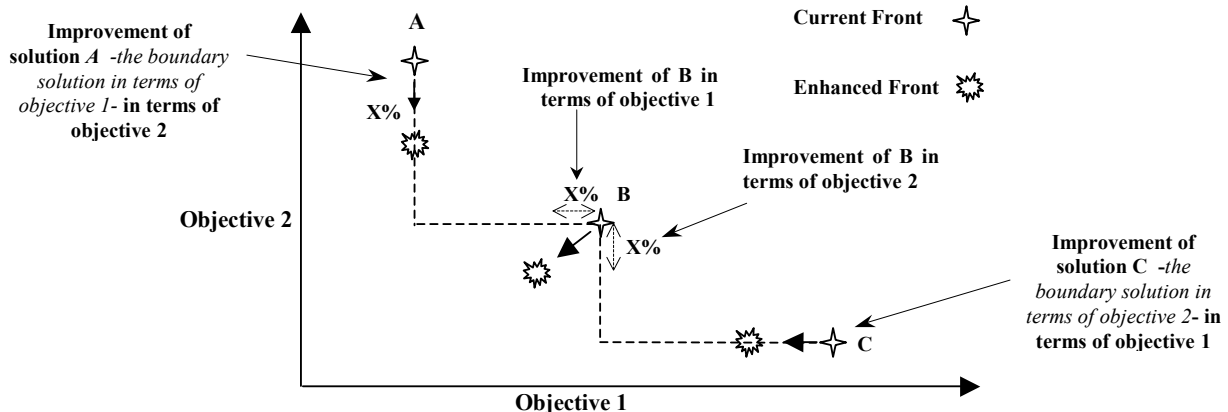 A
Current Front
Improvement of
solution A -the boundary
solution in terms of
objective 1- in terms of
objective 2
X%
Improvement of B in
terms of objective 1
Enhanced Front
Improvement of B in
terms of objective 2
Objective 2
X%
B
X%
Improvement of
solution C -the
boundary solution in
terms of objective 2- in
terms of objective 1
C
Objective 1